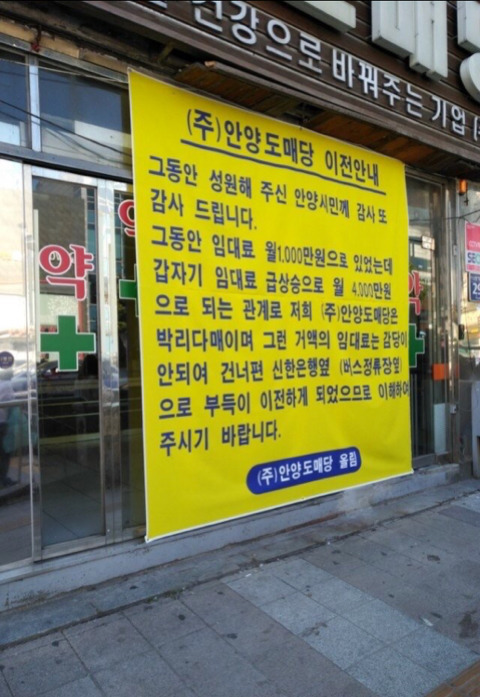 건강으로 바꿔주는 기업
(주)안양도매당 이전안내
그동안 성원해 주신 안양시민께 감사 또
감사 드립니다.
그동안 임대료 월1.000만원으로 있었는데
갑자기 임대료 급상승으로 월 4.000만원
으로 되는 관계로 저희 (주)안양도매당은
박리다매이며 그런 거액의 임대료는 감당이
안되여 건너편 신한은행옆 (버스정류장옆)
으로 부득이 이전하게 되었으므로 이해하여
주시기 바랍니다.
(주)안양도매당 올림
약
약